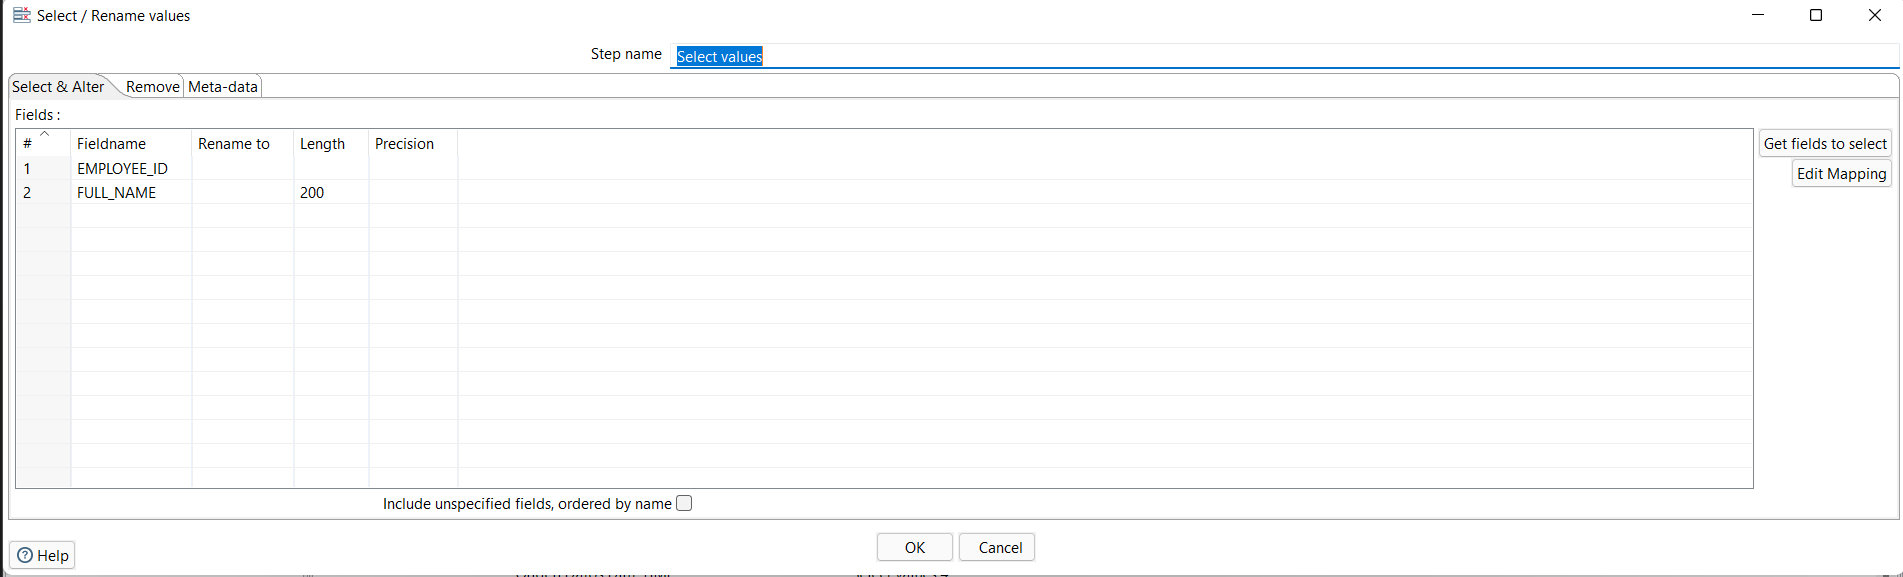 Select / Rename values
Step name Select values
Select & Alter Remove Meta-data
Fields :
# Fieldname Rename to Length Precision
Get fields to select
1 EMPLOYEE_ID
Edit Mapping
2 FULL_NAME 200
Include unspecified fields, ordered by name
OK Cancel
Help